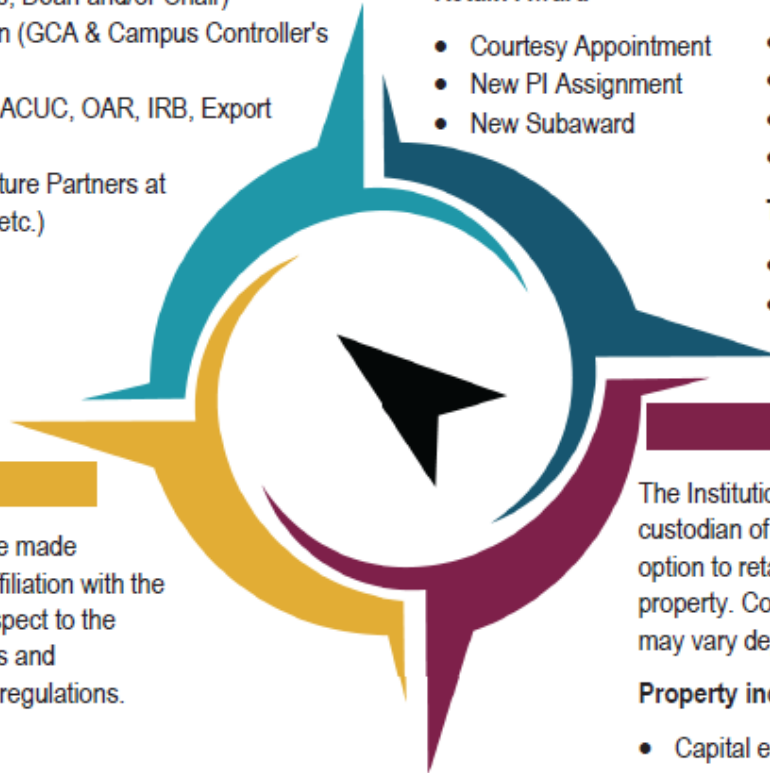 n (GCA & Campus Controller's
ACUC, OAR, IRB, Export
ture Partners at
etc.)
• Courtesy Appointment
• New PI Assignment
• New Subaward
e made
filiation with the
spect to the
s and
regulations.
The Institutio
custodian of
option to reta
property. Co
may vary de
Property in
• Capital e